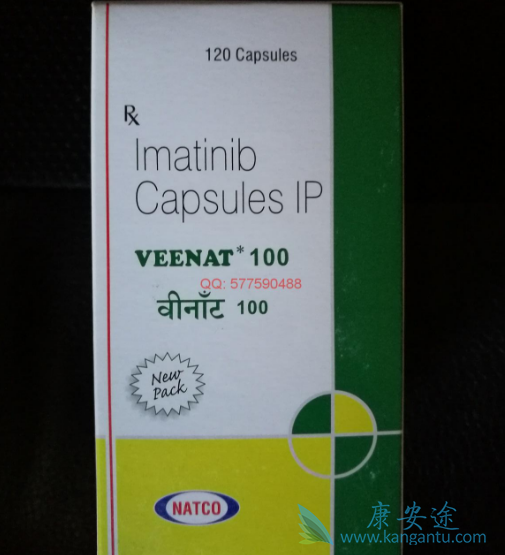 120 Capsules
Rx
Imatinib
Capsules IP
VEENAT* 100
QQ: 577590488
वीनॉंट 100
New
Pack
NATCO
康安途
www.kangantu.com